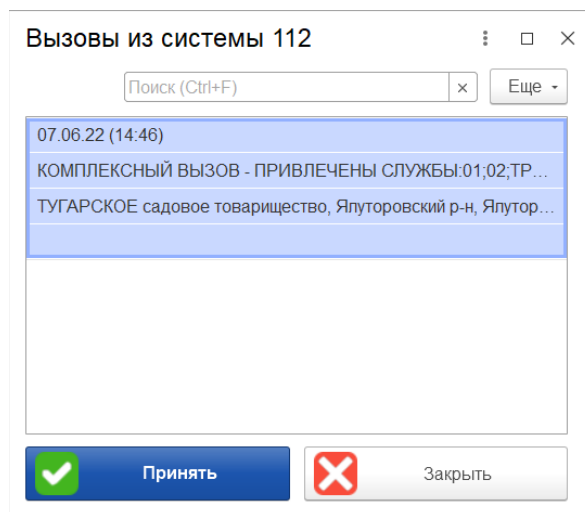 Вызовы из системы 112
Поиск (Ctrl+F)
Еще
07.06.22 (14:46)
КОМПЛЕКСНЫЙ ВЫЗОВ - ПРИВЛЕЧЕНЫ СЛУЖБЫ:01;02;ТР...
ТУГАРСКОЕ садовое товарищество, Ялуторовский р-н, Ялутор...
Принять
Закрыть